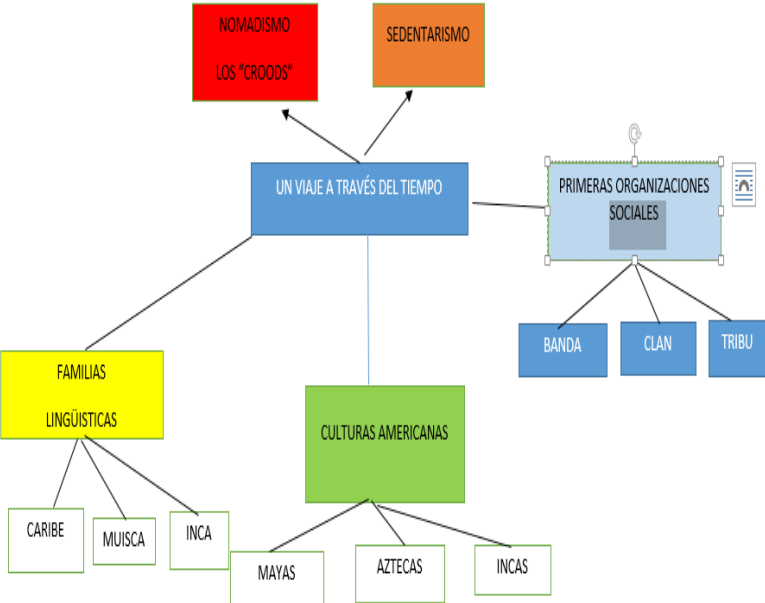 NOMADISMO
LOS "CROODS"
SEDENTARISMO
UN VIAJE A TRAVÉS DEL TIEMPO
PRIMERAS ORGANIZACIONES
SOCIALES
BANDA
CLAN
TRIBU
FAMILIAS
LINGÜISTICAS
CULTURAS AMERICANAS
CARIBE
MUISCA
INCA
MAYAS
AZTECAS
INCAS